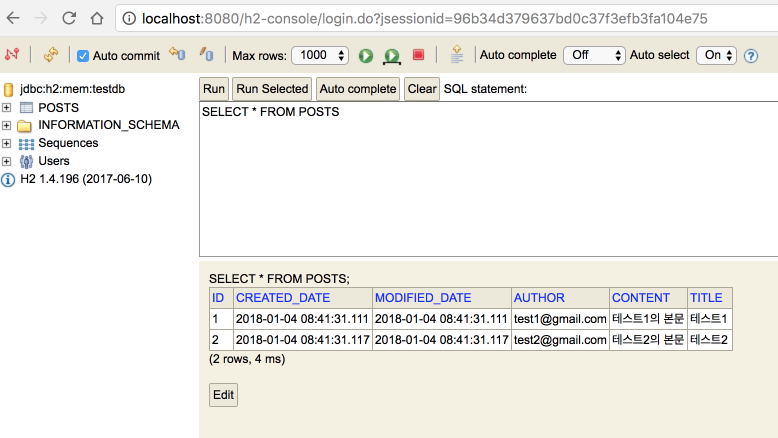 localhost:8080/h2-console/login.do?jsessionid=96b34d379637bd0c37f3efb3fa104e75
Auto commit Max rows: 1000 Auto complete Off Auto select On ?
jdbc:h2:mem:testdb
POSTS
INFORMATION_SCHEMA
Sequences
Users
H2 1.4.196 (2017-06-10)
Run Run Selected Auto complete Clear SQL statement:
SELECT * FROM POSTS
SELECT * FROM POSTS;
ID CREATED_DATE MODIFIED_DATE AUTHOR CONTENT TITLE
1 2018-01-04 08:41:31.111 2018-01-04 08:41:31.111 test1@gmail.com 테스트1의 본문 테스트1
2 2018-01-04 08:41:31.117 2018-01-04 08:41:31.117 test2@gmail.com 테스트2의 본문 테스트2
(2 rows, 4 ms)
Edit